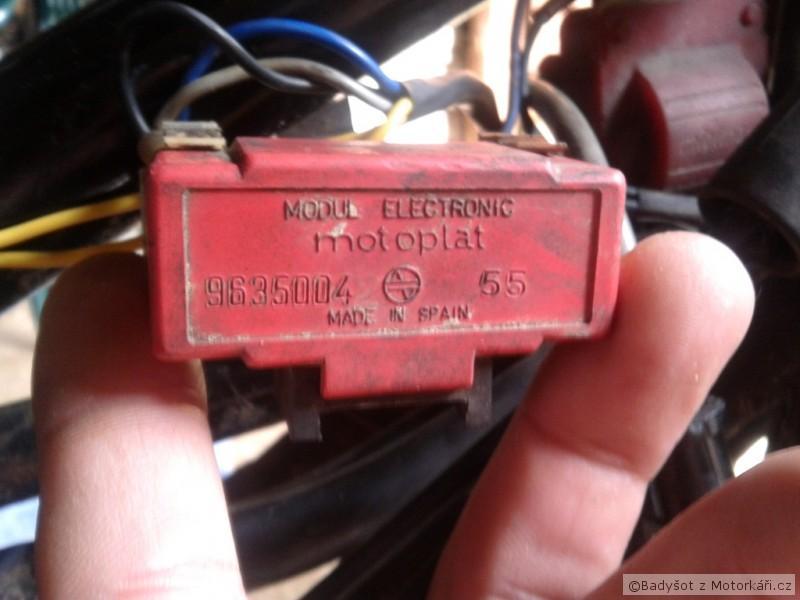 MODUL ELECTRONIC
motoplat
9635004 55
MADE IN SPAIN
©Badyšot z Motorkáři.cz